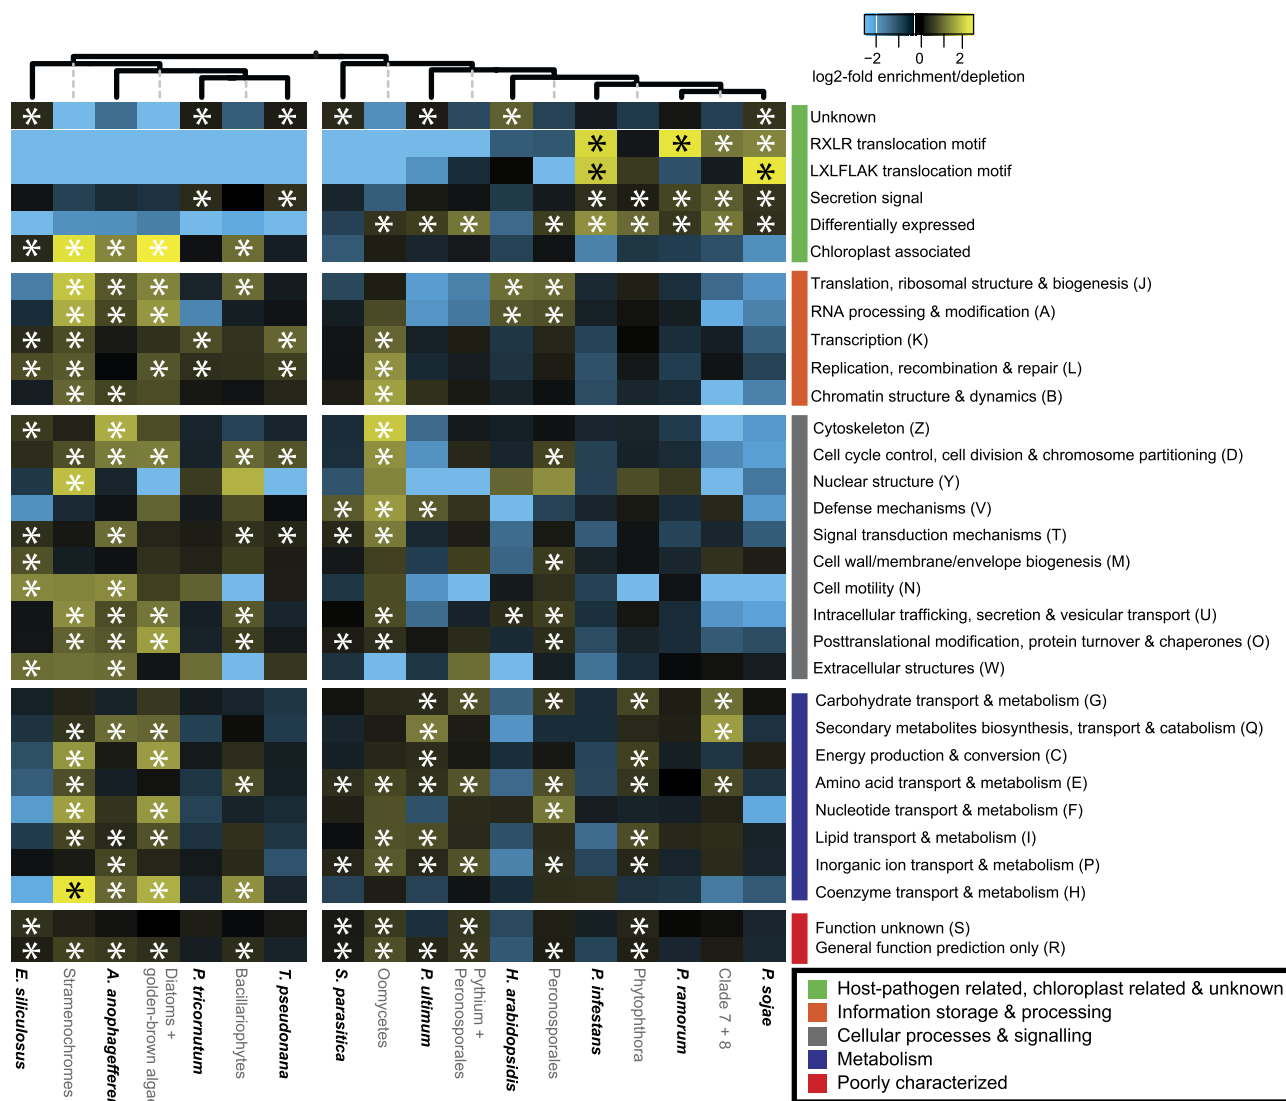 −2 0 2
log2-fold enrichment/depletion
Unknown
RXLR translocation motif
LXLFLAK translocation motif
Secretion signal
Differentially expressed
Chloroplast associated
Translation, ribosomal structure & biogenesis (J)
RNA processing & modification (A)
Transcription (K)
Replication, recombination & repair (L)
Chromatin structure & dynamics (B)
Cytoskeleton (Z)
Cell cycle control, cell division & chromosome partitioning (D)
Nuclear structure (Y)
Defense mechanisms (V)
Signal transduction mechanisms (T)
Cell wall/membrane/envelope biogenesis (M)
Cell motility (N)
Intracellular trafficking, secretion & vesicular transport (U)
Posttranslational modification, protein turnover & chaperones (O)
Extracellular structures (W)
Carbohydrate transport & metabolism (G)
Secondary metabolites biosynthesis, transport & catabolism (Q)
Energy production & conversion (C)
Amino acid transport & metabolism (E)
Nucleotide transport & metabolism (F)
Lipid transport & metabolism (I)
Inorganic ion transport & metabolism (P)
Coenzyme transport & metabolism (H)
Function unknown (S)
General function prediction only (R)
E. siliculosus
Stramenochromes
A. anophageffere
Diatoms +
golden-brown algae
P. tricornutum
Bacillariophytes
T. pseudonana
S. parasitica
Oomycetes
P. ultimum
Pythium +
Peronosporales
H. arabidopsidis
Peronosporales
P. infestans
Phytophthora
P. ramorum
Clade 7 + 8
P. sojae
Host-pathogen related, chloroplast related & unknown
Information storage & processing
Cellular processes & signalling
Metabolism
Poorly characterized